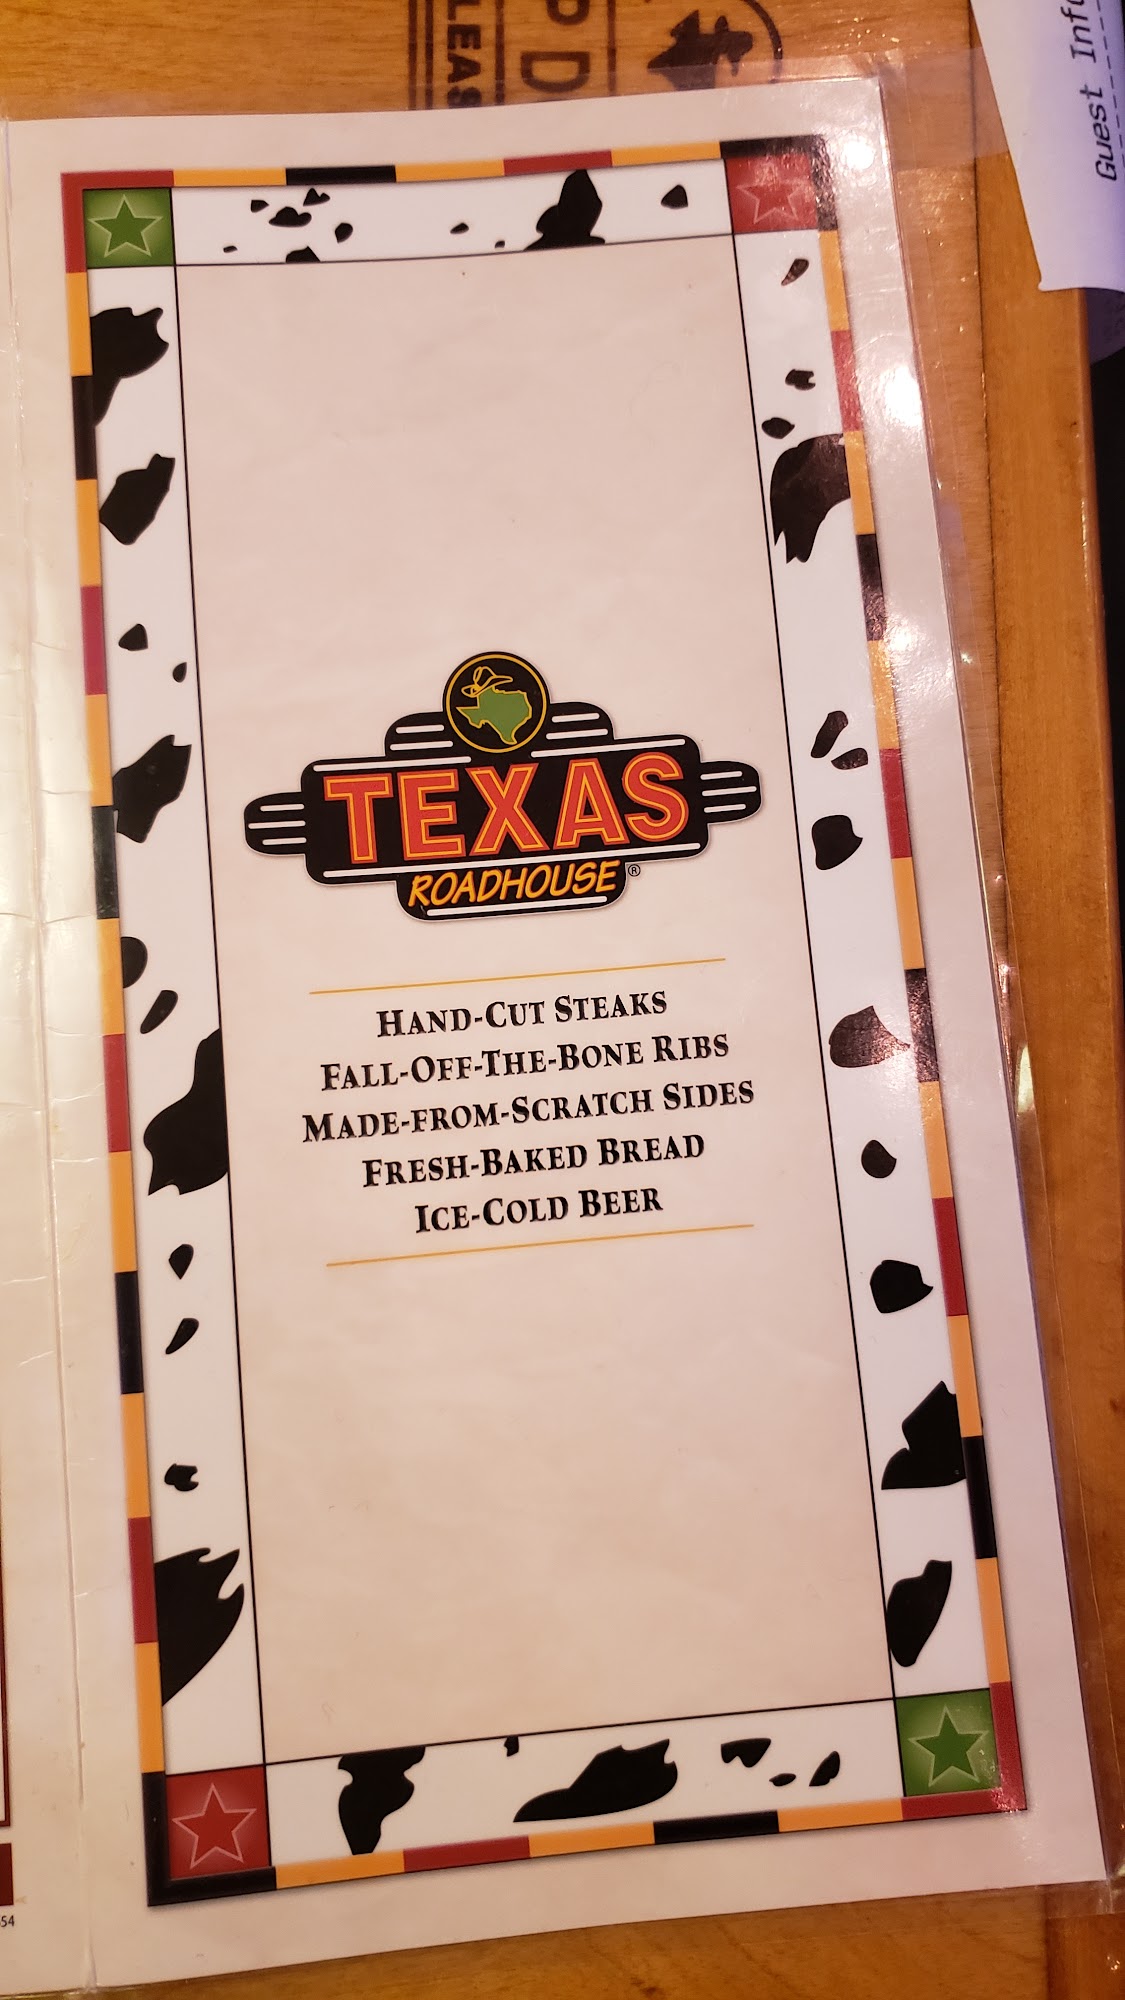 TEXAS
ROADHOUSE®
HAND-CUT STEAKS
FALL-OFF-THE-BONE RIBS
MADE-FROM-SCRATCH SIDES
FRESH-BAKED BREAD
ICE-COLD BEER
Guest Info